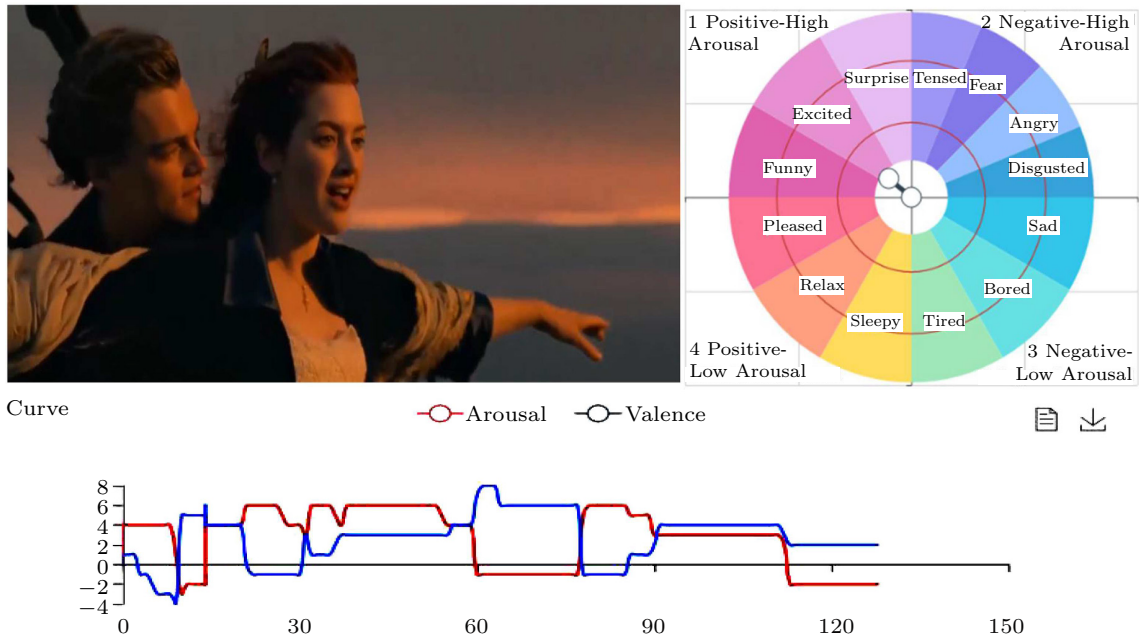 1 Positive-High
Arousal
2 Negative-High
Arousal
Surprise
Tensed
Fear
Excited
Angry
Funny
Disgusted
Pleased
Sad
Relax
Bored
Sleepy
Tired
4 Positive-
Low Arousal
3 Negative-
Low Arousal
Curve
Arousal
Valence
8
6
4
2
0
−2
−4
0
30
60
90
120
150